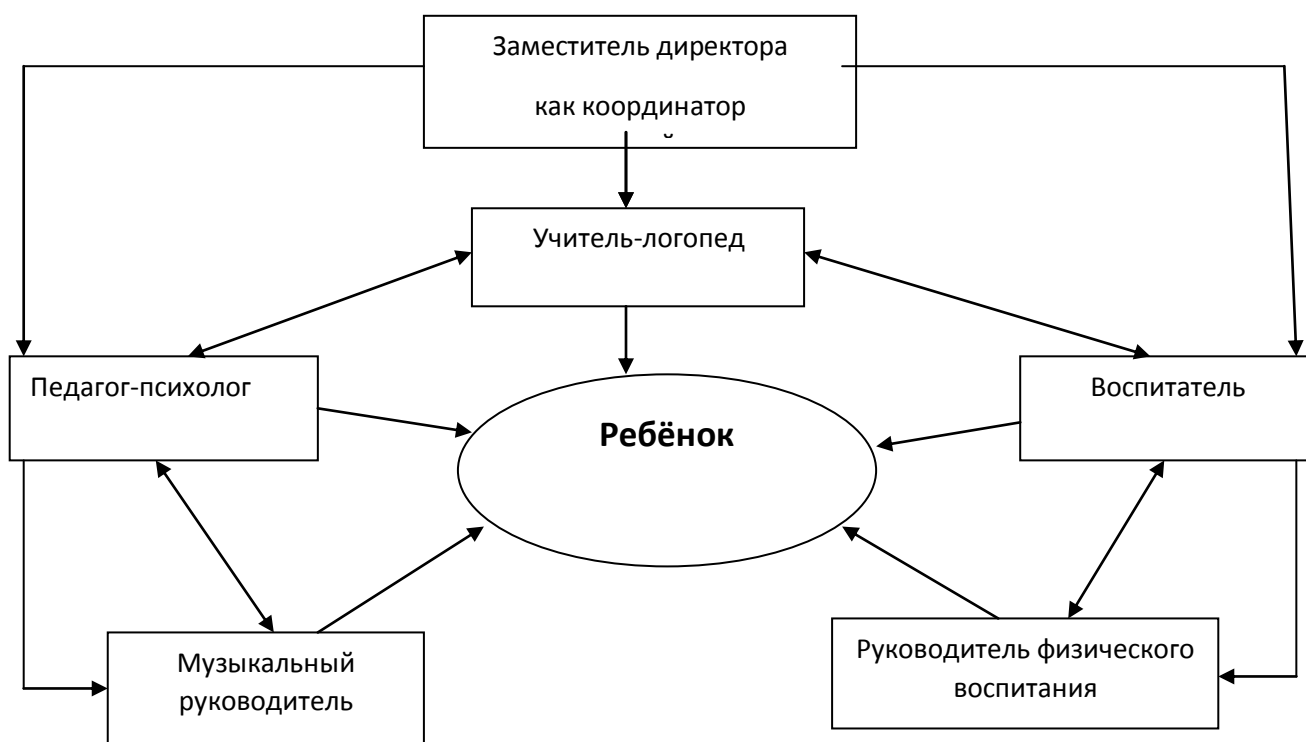 Заместитель директора
как координатор
Учитель-логопед
Педагог-психолог
Воспитатель
Ребёнок
Музыкальный
руководитель
Руководитель физического
воспитания